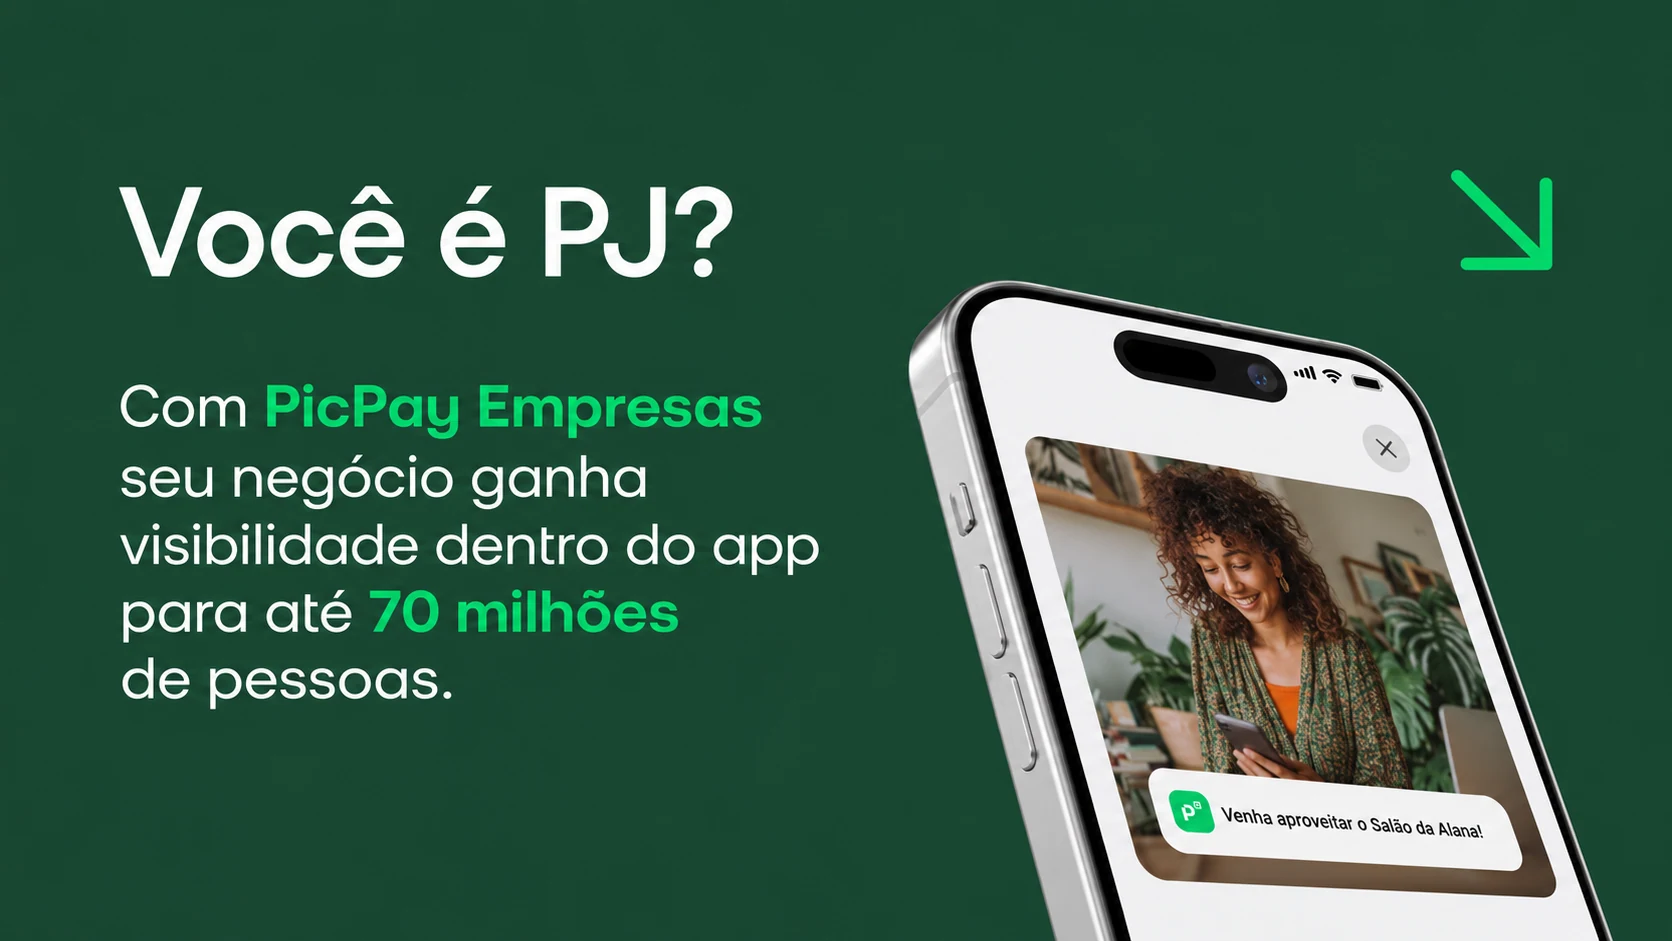 Você é PJ?
Com PicPay Empresas
seu negócio ganha
visibilidade dentro do app
para até 70 milhões
de pessoas.
Venha aproveitar o Salão da Alana!